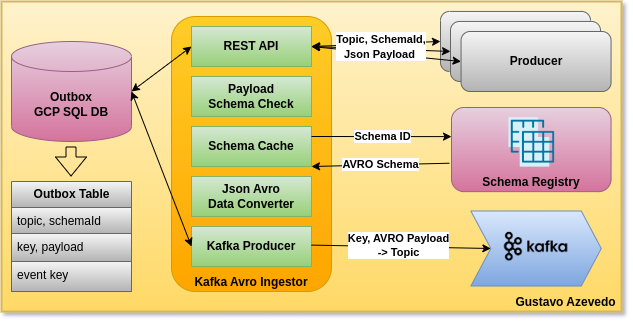 Outbox
GCP SQL DB
Outbox Table
topic, schemaId
key, payload
event key
REST API
Payload
Schema Check
Schema Cache
Json Avro
Data Converter
Kafka Producer
Kafka Avro Ingestor
Topic, SchemaId,
Json Payload
Schema ID
AVRO Schema
Key, AVRO Payload
-> Topic
Producer
Schema Registry
kafka
Gustavo Azevedo